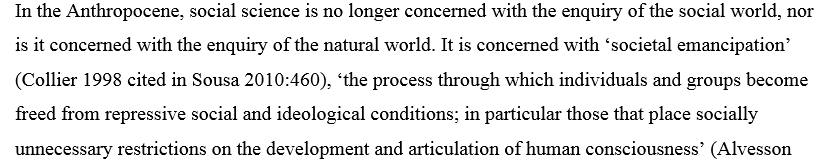 In the Anthropocene, social science is no longer concerned with the enquiry of the social world, nor
is it concerned with the enquiry of the natural world. It is concerned with ‘societal emancipation’
(Collier 1998 cited in Sousa 2010:460), ‘the process through which individuals and groups become
freed from repressive social and ideological conditions; in particular those that place socially
unnecessary restrictions on the development and articulation of human consciousness’ (Alvesson